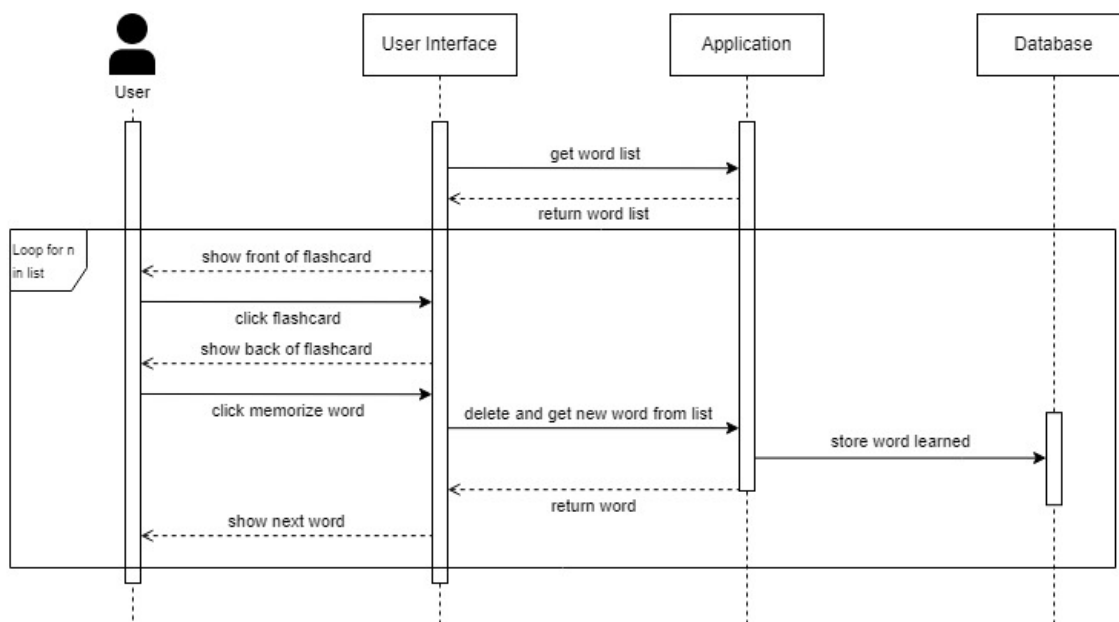 User Interface
Application
Database
User
get word list
return word list
Loop for n
in list
show front of flashcard
click flashcard
show back of flashcard
click memorize word
delete and get new word from list
store word learned
return word
show next word